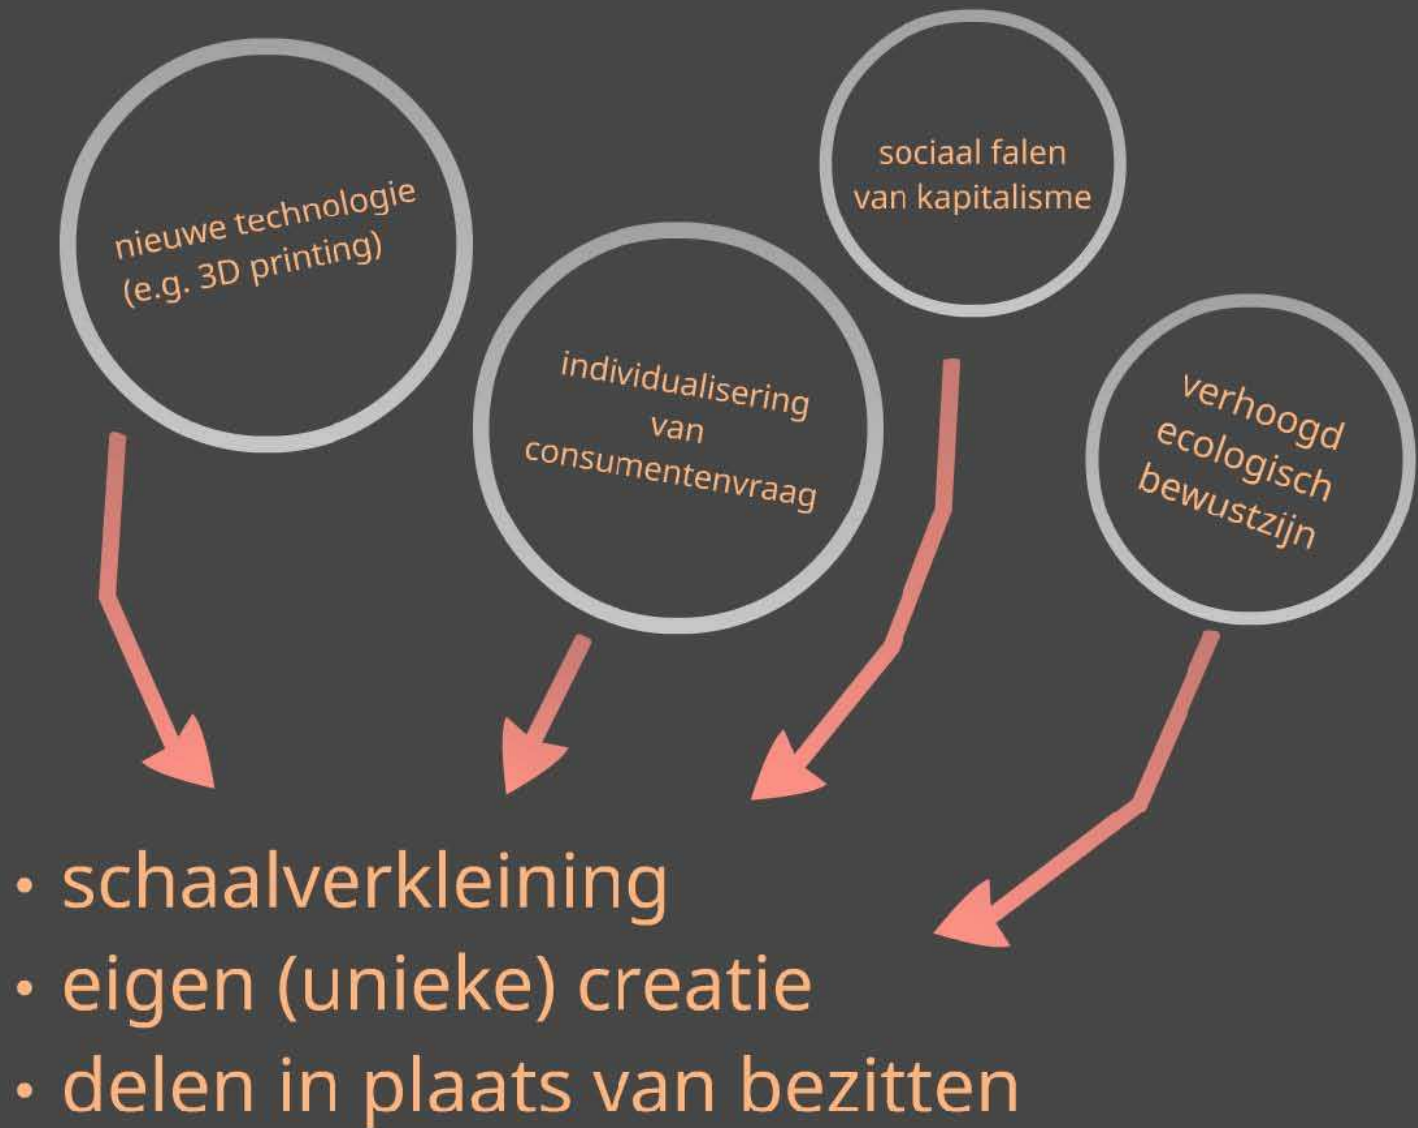 nieuwe technologie
(e.g. 3D printing)
individualisering
van
consumentenvraag
sociaal falen
van kapitalisme
verhoogd
ecologisch
bewustzijn
• schaalverkleining
• eigen (unieke) creatie
• delen in plaats van bezitten